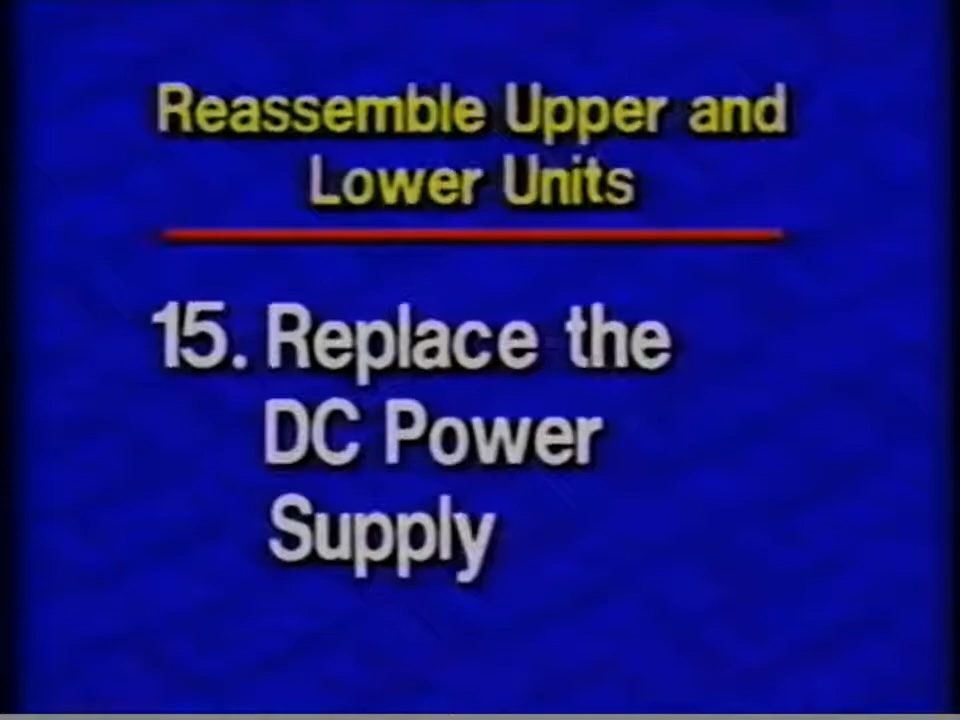 Reassemble Upper and
Lower Units
15. Replace the
DC Power
Supply